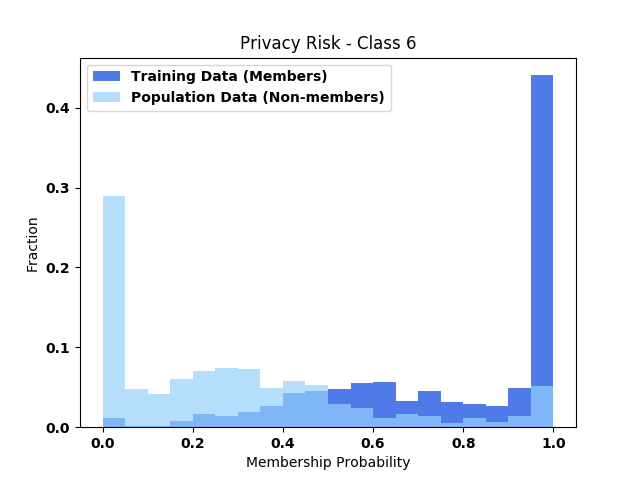 Privacy Risk - Class 6
Training Data (Members)
Population Data (Non-members)
Fraction
0.4
0.3
0.2
0.1
0.0
0.0 0.2 0.4 0.6 0.8 1.0
Membership Probability